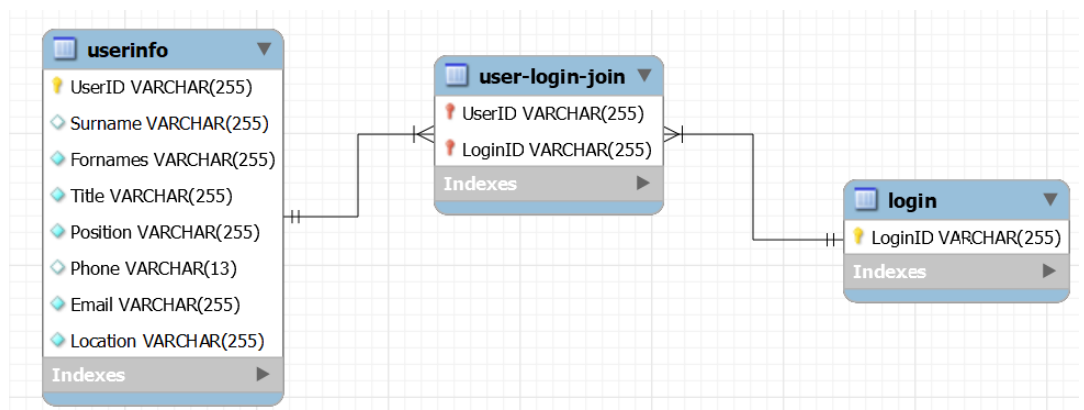 userinfo
UserID VARCHAR(255)
Surname VARCHAR(255)
Fornames VARCHAR(255)
Title VARCHAR(255)
Position VARCHAR(255)
Phone VARCHAR(13)
Email VARCHAR(255)
Location VARCHAR(255)
Indexes
user-login-join
UserID VARCHAR(255)
LoginID VARCHAR(255)
Indexes
login
LoginID VARCHAR(255)
Indexes